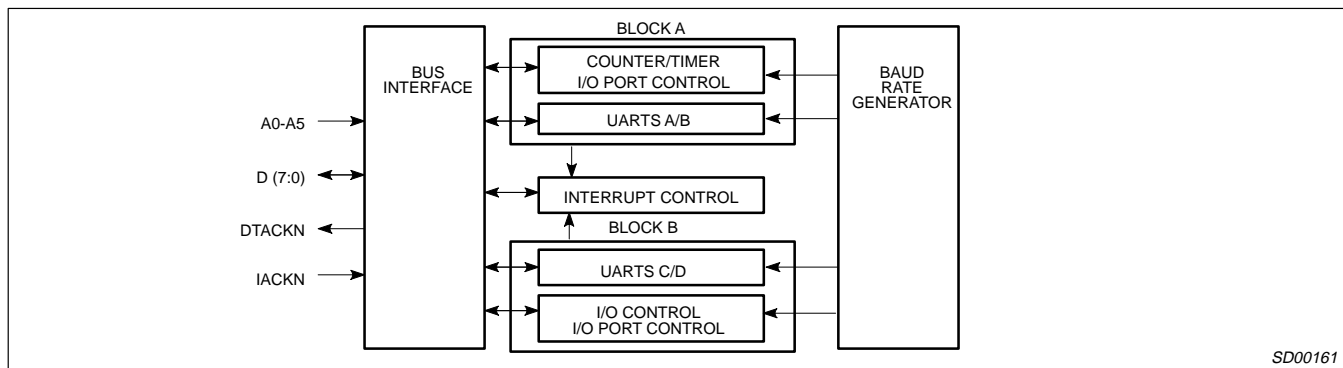 BLOCK A
COUNTER/TIMER
I/O PORT CONTROL
UARTS A/B
BUS
INTERFACE
BAUD
RATE
GENERATOR
A0-A5
D (7:0)
DTACKN
IACKN
INTERRUPT CONTROL
BLOCK B
UARTS C/D
I/O CONTROL
I/O PORT CONTROL
SD00161